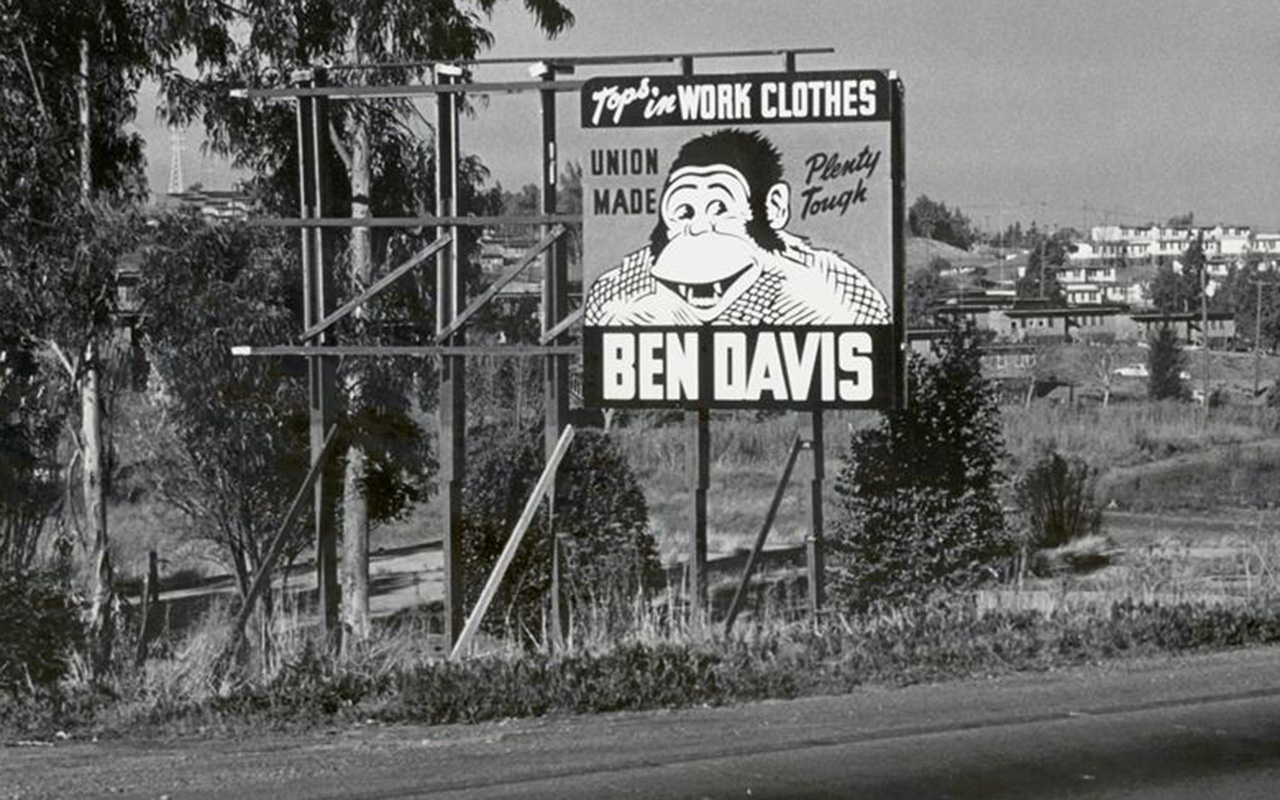 Tops in WORK CLOTHES
UNION
MADE
Plenty
Tough
BEN DAVIS